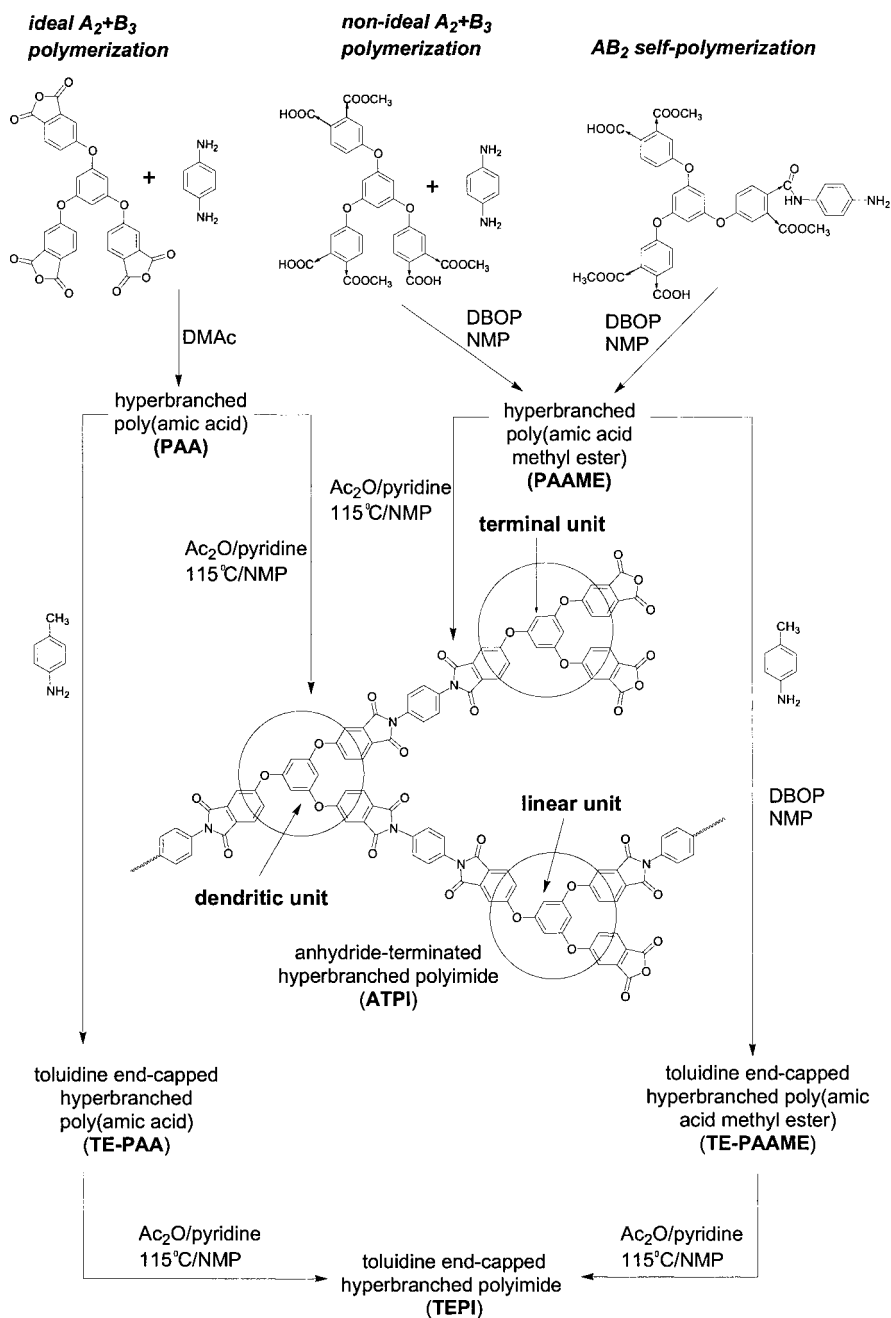 ideal A2+B3
polymerization
non-ideal A2+B3
polymerization
AB2 self-polymerization
O
O
O
O
O
O
O
O
O
O
O
O
+
NH2
NH2
HOOC
COOCH3
O
O
O
HOOC
COOCH3
COOCH3
COOH
+
NH2
NH2
HOOC
COOCH3
O
O
O
C
O
HN
NH2
COOCH3
H3COOC
COOH
DMAc
DBOP
NMP
DBOP
NMP
hyperbranched
poly(amic acid)
(PAA)
hyperbranched
poly(amic acid
methyl ester)
(PAAME)
Ac2O/pyridine
115°C/NMP
Ac2O/pyridine
115°C/NMP
terminal unit
CH3
NH2
CH3
NH2
O
O
O
O
O
O
O
O
O
O
N
O
O
N
O
O
O
O
O
O
N
O
O
N
O
linear unit
DBOP
NMP
dendritic unit
O
N
O
O
N
O
O
O
O
O
O
O
anhydride-terminated
hyperbranched polyimide
(ATPI)
toluidine end-capped
hyperbranched
poly(amic acid)
(TE-PAA)
toluidine end-capped
hyperbranched poly(amic
acid methyl ester)
(TE-PAAME)
Ac2O/pyridine
115°C/NMP
Ac2O/pyridine
115°C/NMP
toluidine end-capped
hyperbranched polyimide
(TEPI)